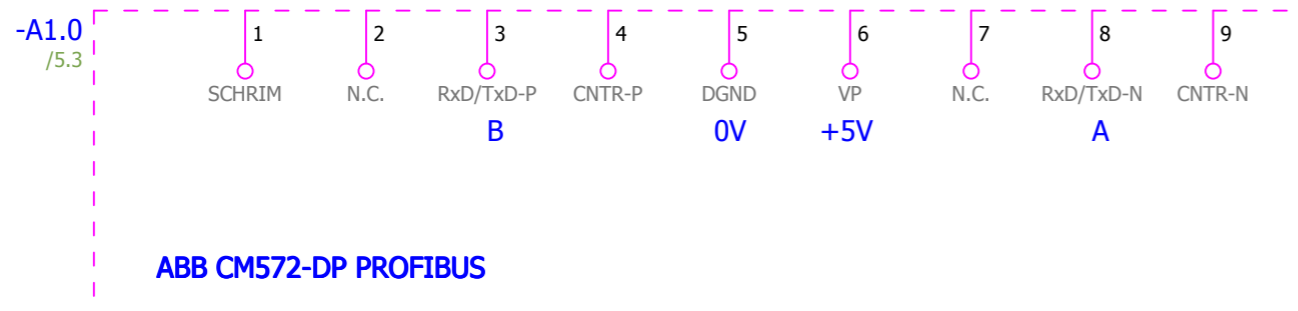 -A1.0
/5.3
1 2 3 4 5 6 7 8 9
SCHRIM N.C. RxD/TxD-P CNTR-P DGND VP N.C. RxD/TxD-N CNTR-N
B 0V +5V A
ABB CM572-DP PROFIBUS